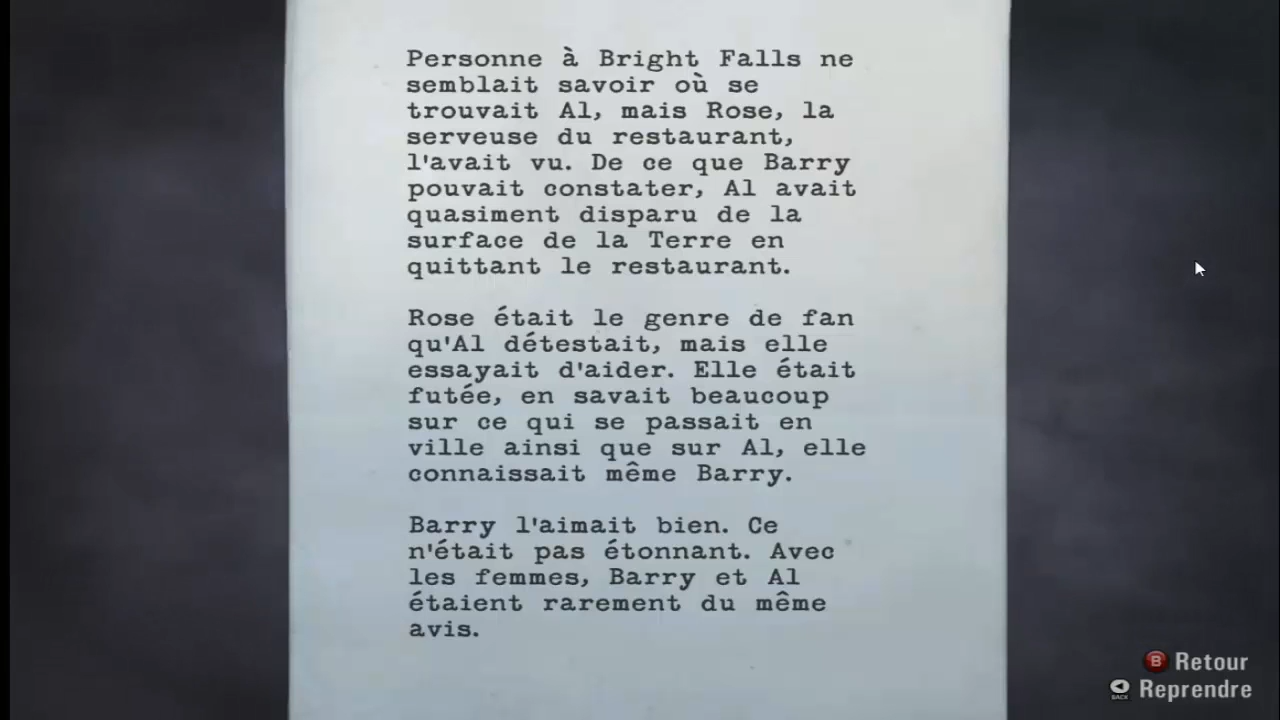 Personne à Bright Falls ne
semblait savoir où se
trouvait Al, mais Rose, la
serveuse du restaurant,
l'avait vu. De ce que Barry
pouvait constater, Al avait
quasiment disparu de la
surface de la Terre en
quittant le restaurant.

Rose était le genre de fan
qu'Al détestait, mais elle
essayait d'aider. Elle était
futée, en savait beaucoup
sur ce qui se passait en
ville ainsi que sur Al, elle
connaissait même Barry.

Barry l'aimait bien. Ce
n'était pas étonnant. Avec
les femmes, Barry et Al
étaient rarement du même
avis.

B Retour
BACK Reprendre